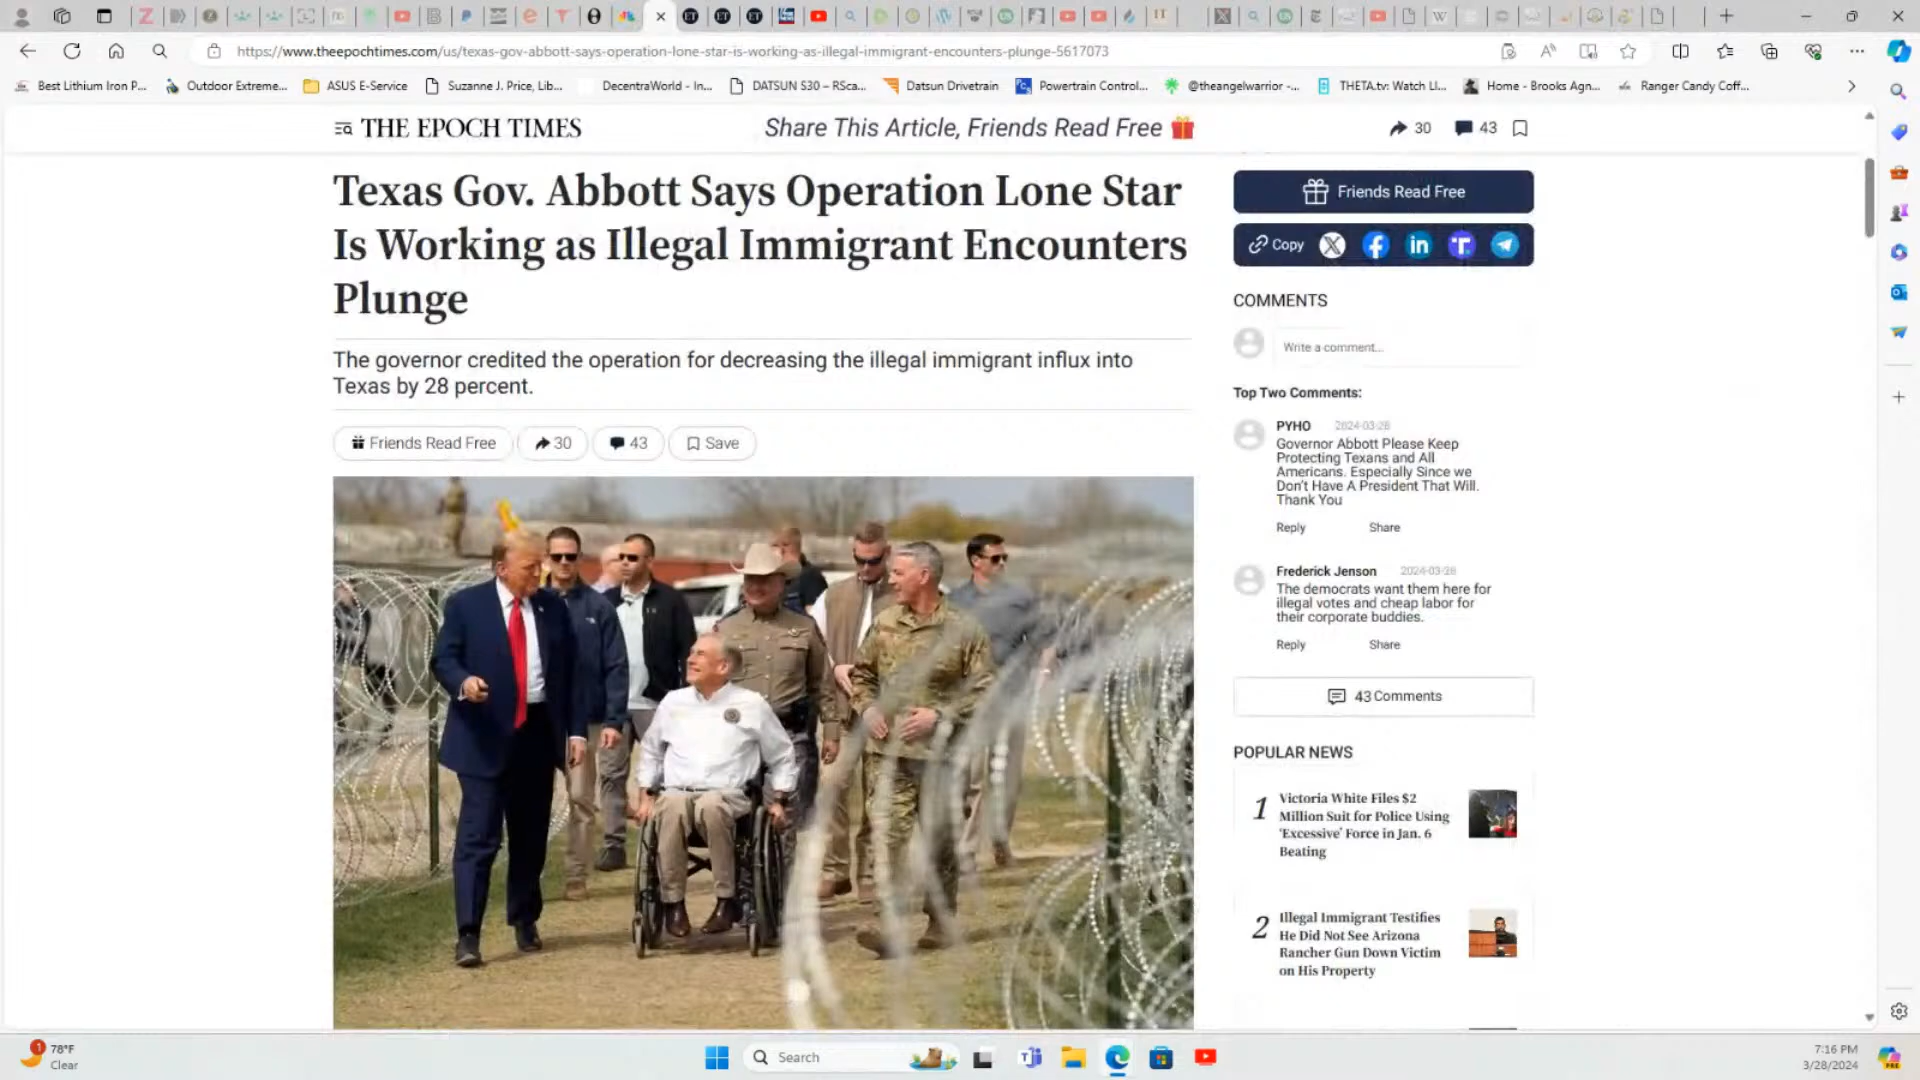 https://www.theepochtimes.com/us/texas-gov-abbott-says-operation-lone-star-is-working-as-illegal-immigrant-encounters-plunge-5617073
Best Lithium Iron P...
Outdoor Extreme...
ASUS E-Service
Suzanne J. Price, Lib...
DecentraWorld - In...
DATSUN S30 – RSca...
Datsun Drivetrain
Powertrain Control...
@theangelwarrior -...
THETA.tv: Watch LI...
Home - Brooks Agn...
Ranger Candy Coff...
THE EPOCH TIMES
Share This Article, Friends Read Free
30
43
Texas Gov. Abbott Says Operation Lone Star
Is Working as Illegal Immigrant Encounters
Plunge
The governor credited the operation for decreasing the illegal immigrant influx into
Texas by 28 percent.
Friends Read Free
30
43
Save
Friends Read Free
Copy
COMMENTS
Write a comment...
Top Two Comments:
PYHO 2024-03-28
Governor Abbott Please Keep
Protecting Texans and All
Americans. Especially Since we
Don't Have A President That Will.
Thank You
Reply Share
Frederick Jenson 2024-03-28
The democrats want them here for
illegal votes and cheap labor for
their corporate buddies.
Reply Share
43 Comments
POPULAR NEWS
1
Victoria White Files $2
Million Suit for Police Using
'Excessive' Force in Jan. 6
Beating
2
Illegal Immigrant Testifies
He Did Not See Arizona
Rancher Gun Down Victim
on His Property
1
78°F
Clear
Search
7:16 PM
3/28/2024